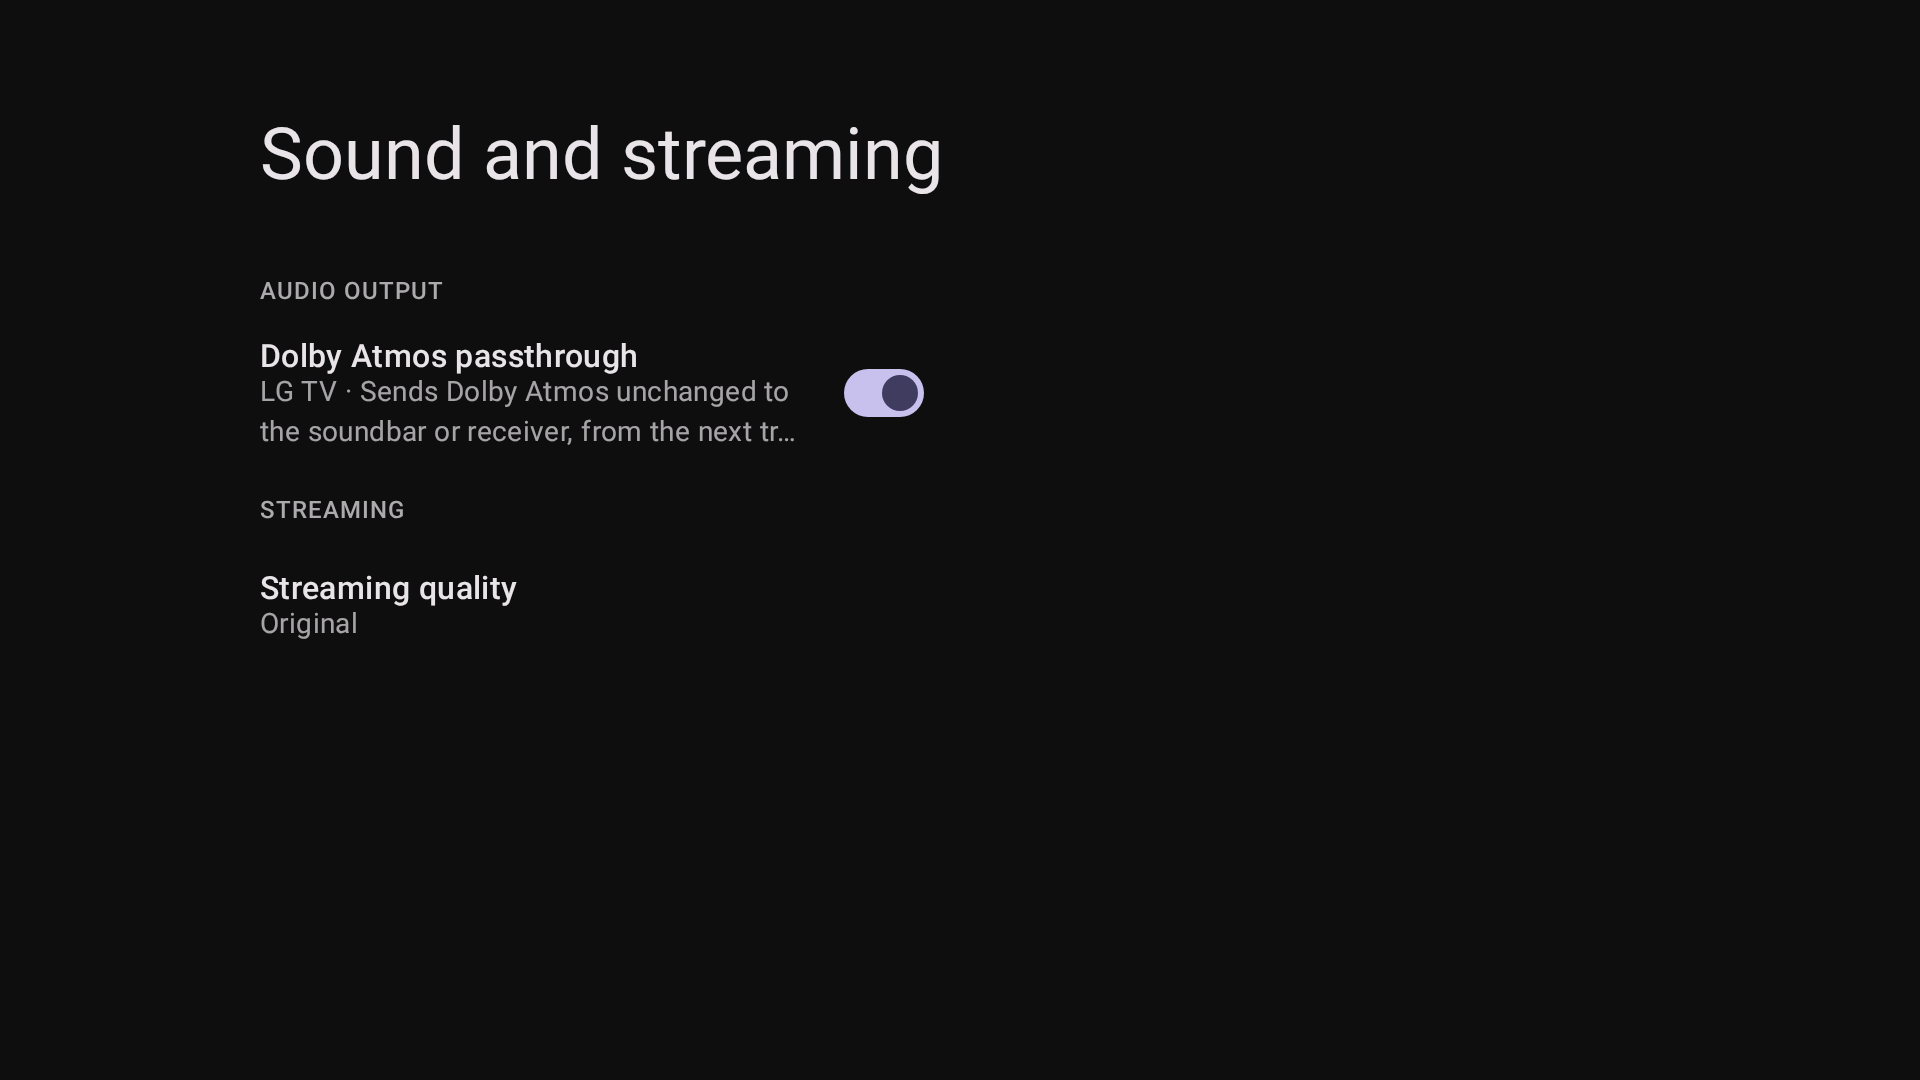 Sound and streaming
AUDIO OUTPUT
Dolby Atmos passthrough
LG TV · Sends Dolby Atmos unchanged to
the soundbar or receiver, from the next tr…
STREAMING
Streaming quality
Original